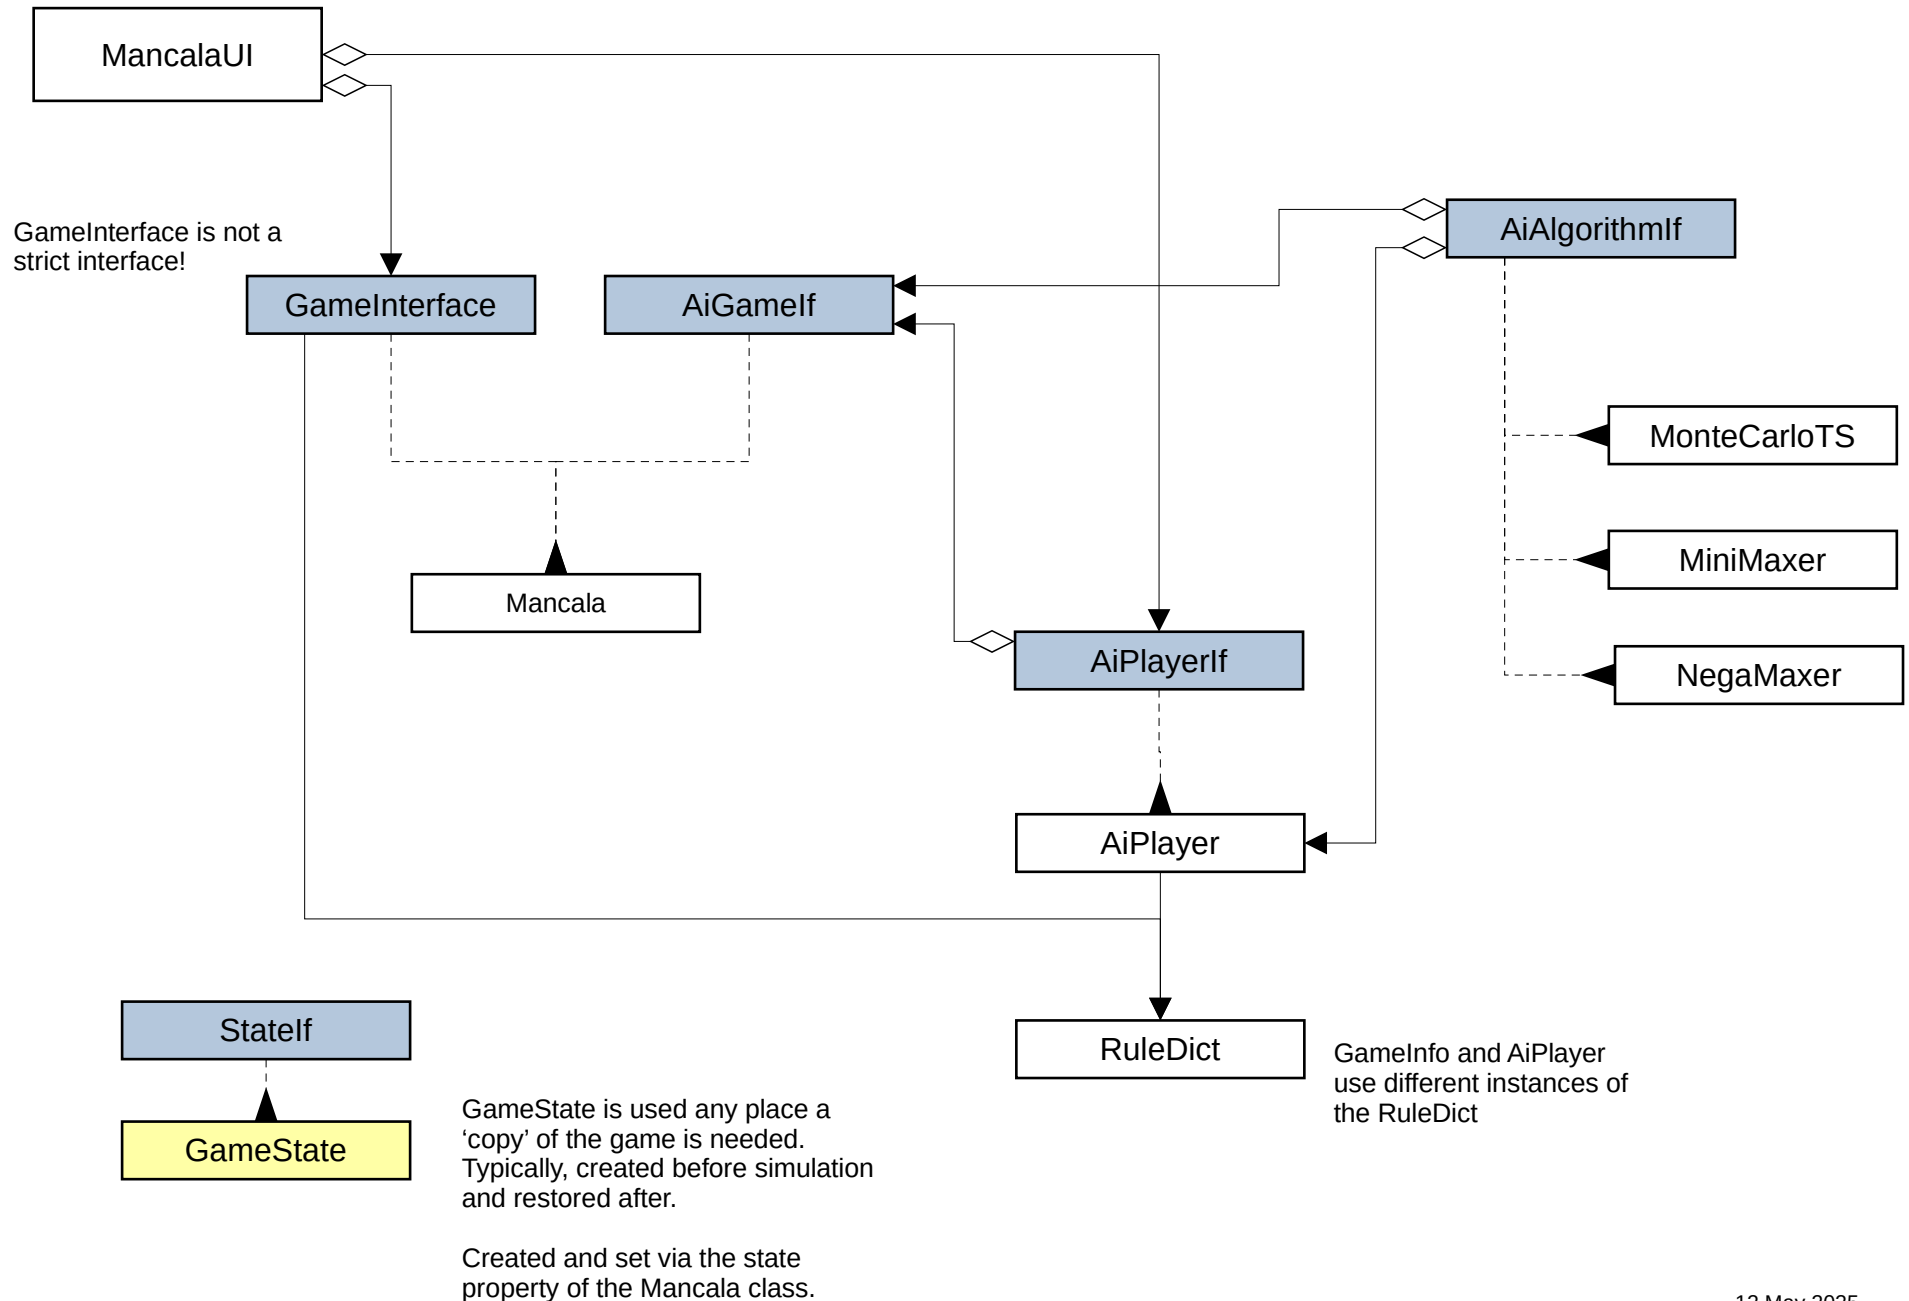 MancalaUI
GameInterface is not a
strict interface!
AiAlgorithmIf
GameInterface
AiGameIf
MonteCarloTS
MiniMaxer
Mancala
AiPlayerIf
NegaMaxer
AiPlayer
StateIf
RuleDict
GameInfo and AiPlayer
use different instances of
the RuleDict
GameState
GameState is used any place a
‘copy’ of the game is needed.
Typically, created before simulation
and restored after.
Created and set via the state
property of the Mancala class.